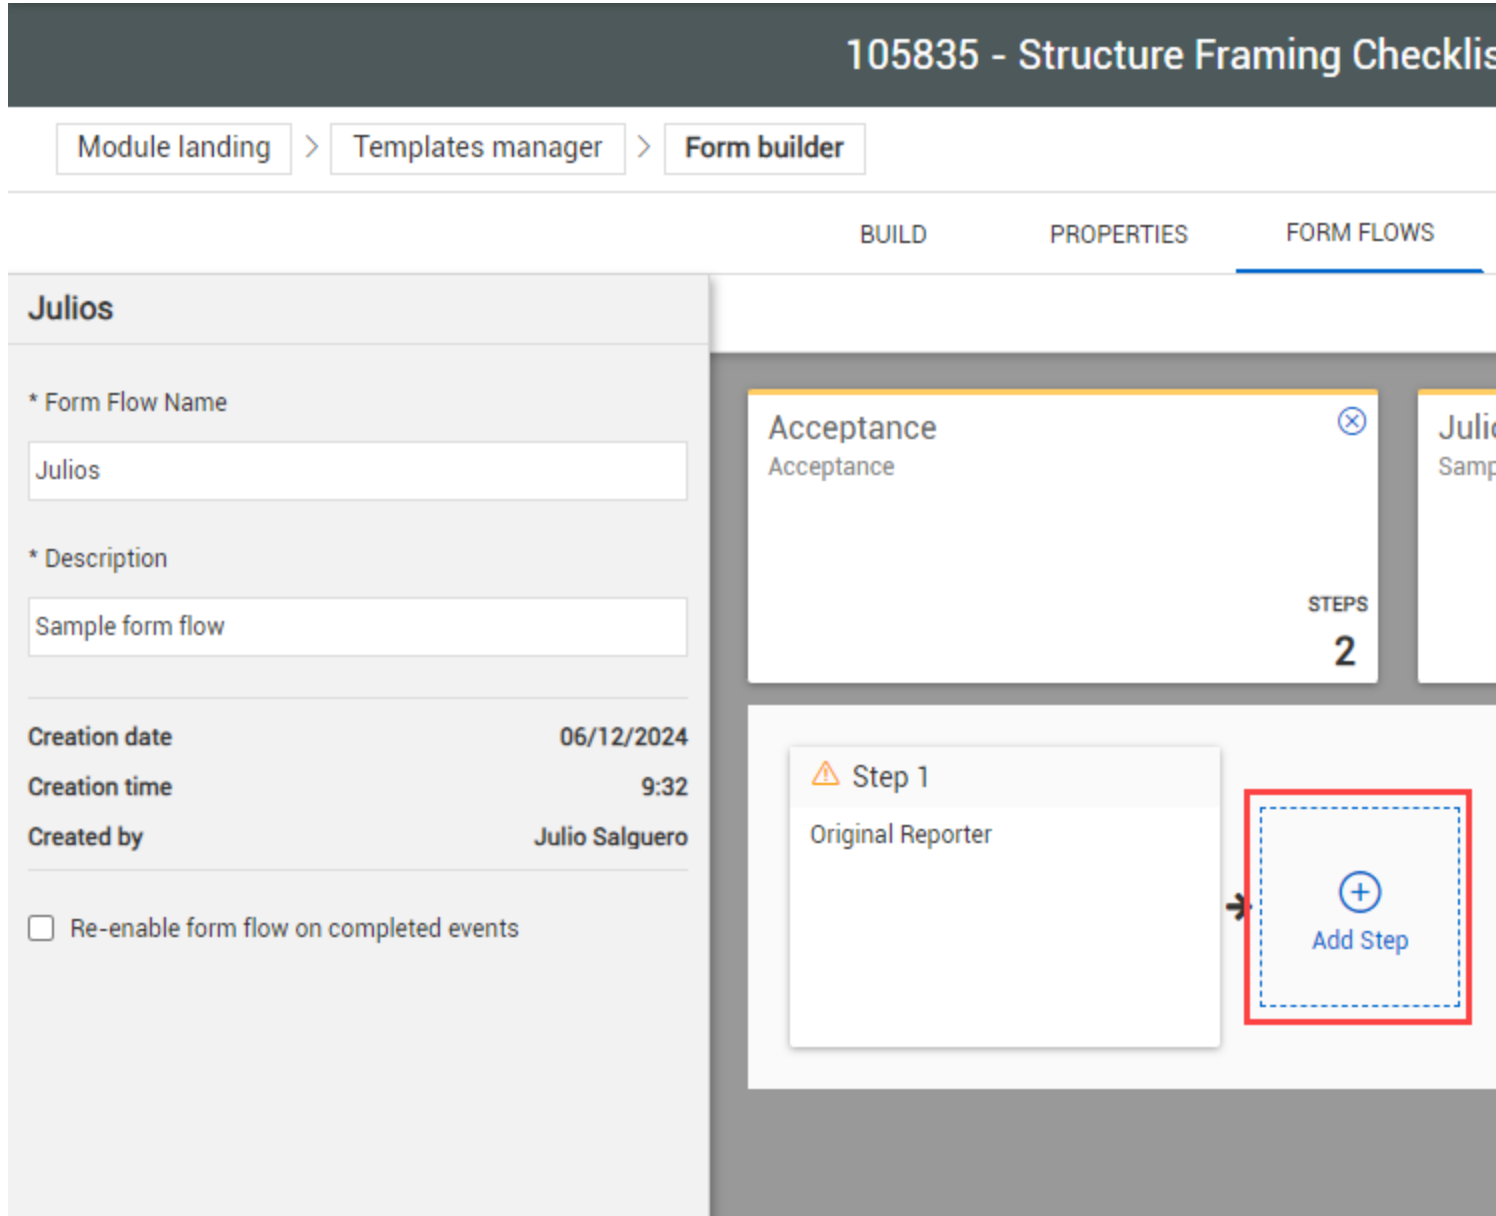 105835 - Structure Framing Checklis
Module landing > Templates manager > Form builder
BUILD PROPERTIES FORM FLOWS
Julios
* Form Flow Name
Julios
* Description
Sample form flow
Creation date 06/12/2024
Creation time 9:32
Created by Julio Salguero
Re-enable form flow on completed events
Acceptance
Acceptance
STEPS
2
Juli
Samp
Step 1
Original Reporter
Add Step